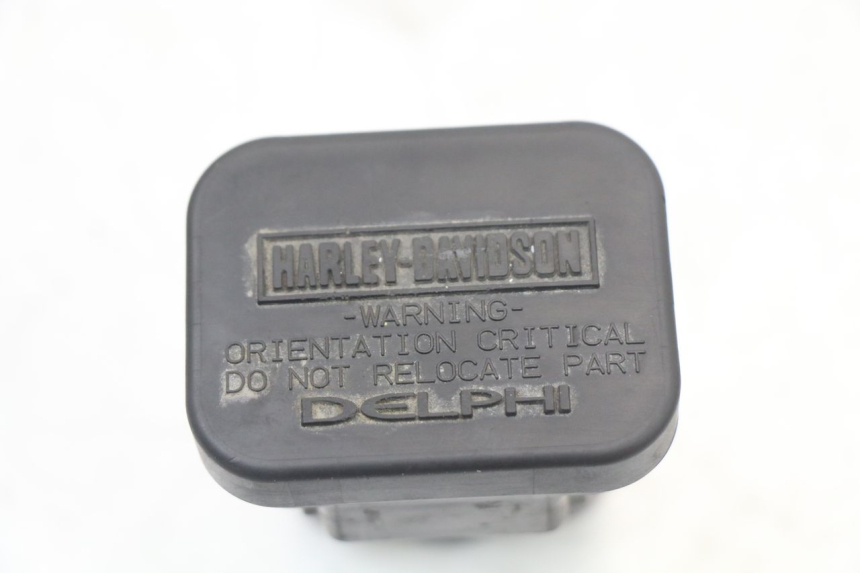 HARLEY-DAVIDSON
-WARNING-
ORIENTATION CRITICAL
DO NOT RELOCATE PART
DELPHI